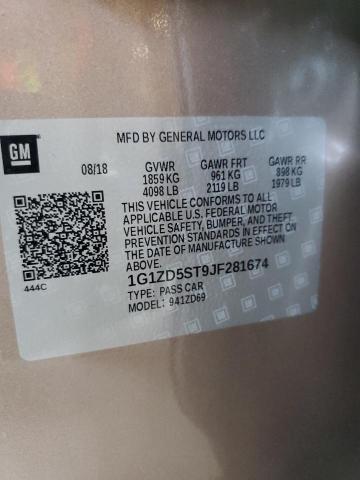 GM
MFD BY GENERAL MOTORS LLC
08/18 GVWR GAWR FRT GAWR RR
1859 KG 961 KG 898 KG
4098 LB 2119 LB 1979 LB
THIS VEHICLE CONFORMS TO ALL
APPLICABLE U.S. FEDERAL MOTOR
VEHICLE SAFETY, BUMPER, AND THEFT
PREVENTION STANDARDS IN EFFECT ON
THE DATE OF MANUFACTURE SHOWN
ABOVE.
444C
1G1ZD5ST9JF281674
TYPE: PASS CAR
MODEL: 941ZD69